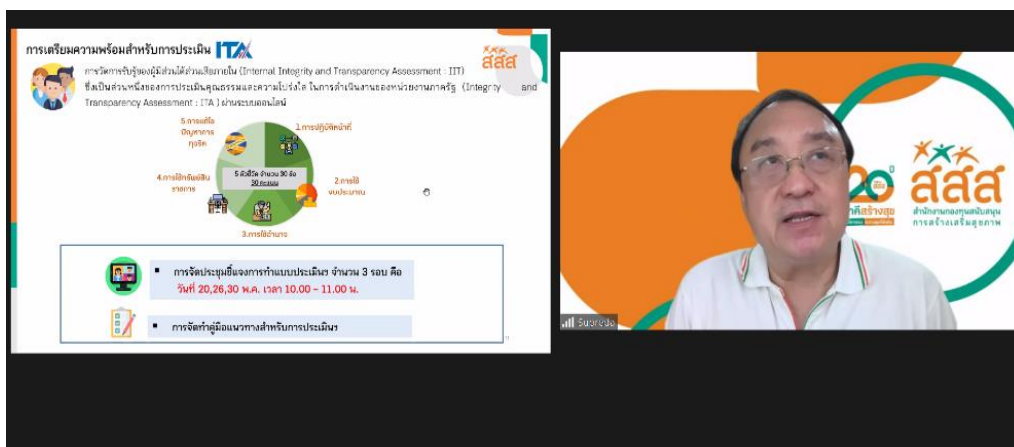 การเตรียมความพร้อมสำหรับการประเมิน ITA
สสส
การวัดการรับรู้ของผู้มีส่วนได้ส่วนเสียภายใน (Internal Integrity and Transparency Assessment : IIT)
ซึ่งเป็นส่วนหนึ่งของการประเมินคุณธรรมและความโปร่งใส ในการดำเนินงานของหน่วยงานภาครัฐ (Integrity and
Transparency Assessment : ITA ) ผ่านระบบออนไลน์
5.การแก้ไข
ปัญหาการ
ทุจริต
1.การปฏิบัติหน้าที่
5 ตัวชี้วัด จำนวน 30 ข้อ
30 คะแนน
4.การใช้ทรัพย์สิน
ราชการ
2.การใช้
งบประมาณ
3.การใช้อำนาจ
▪ การจัดประชุมชี้แจงการทำแบบประเมินฯ จำนวน 3 รอบ คือ
วันที่ 20,26,30 พ.ค. เวลา 10.00 – 11.00 น.
▪ การจัดทำคู่มือแนวทางสำหรับการประเมินฯ
20 ปี
ภาคีสร้างสุข
สสส
สำนักงานกองทุนสนับสนุน
การสร้างเสริมสุขภาพ
Supreda